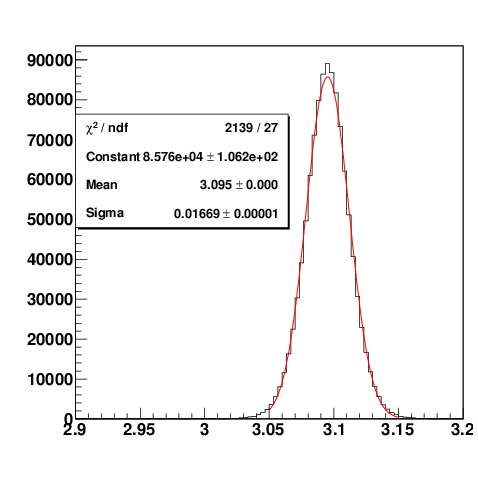 90000
80000
70000
60000
50000
40000
30000
20000
10000
0
χ² / ndf 2139 / 27
Constant 8.576e+04 ± 1.062e+02
Mean 3.095 ± 0.000
Sigma 0.01669 ± 0.00001
2.9 2.95 3 3.05 3.1 3.15 3.2